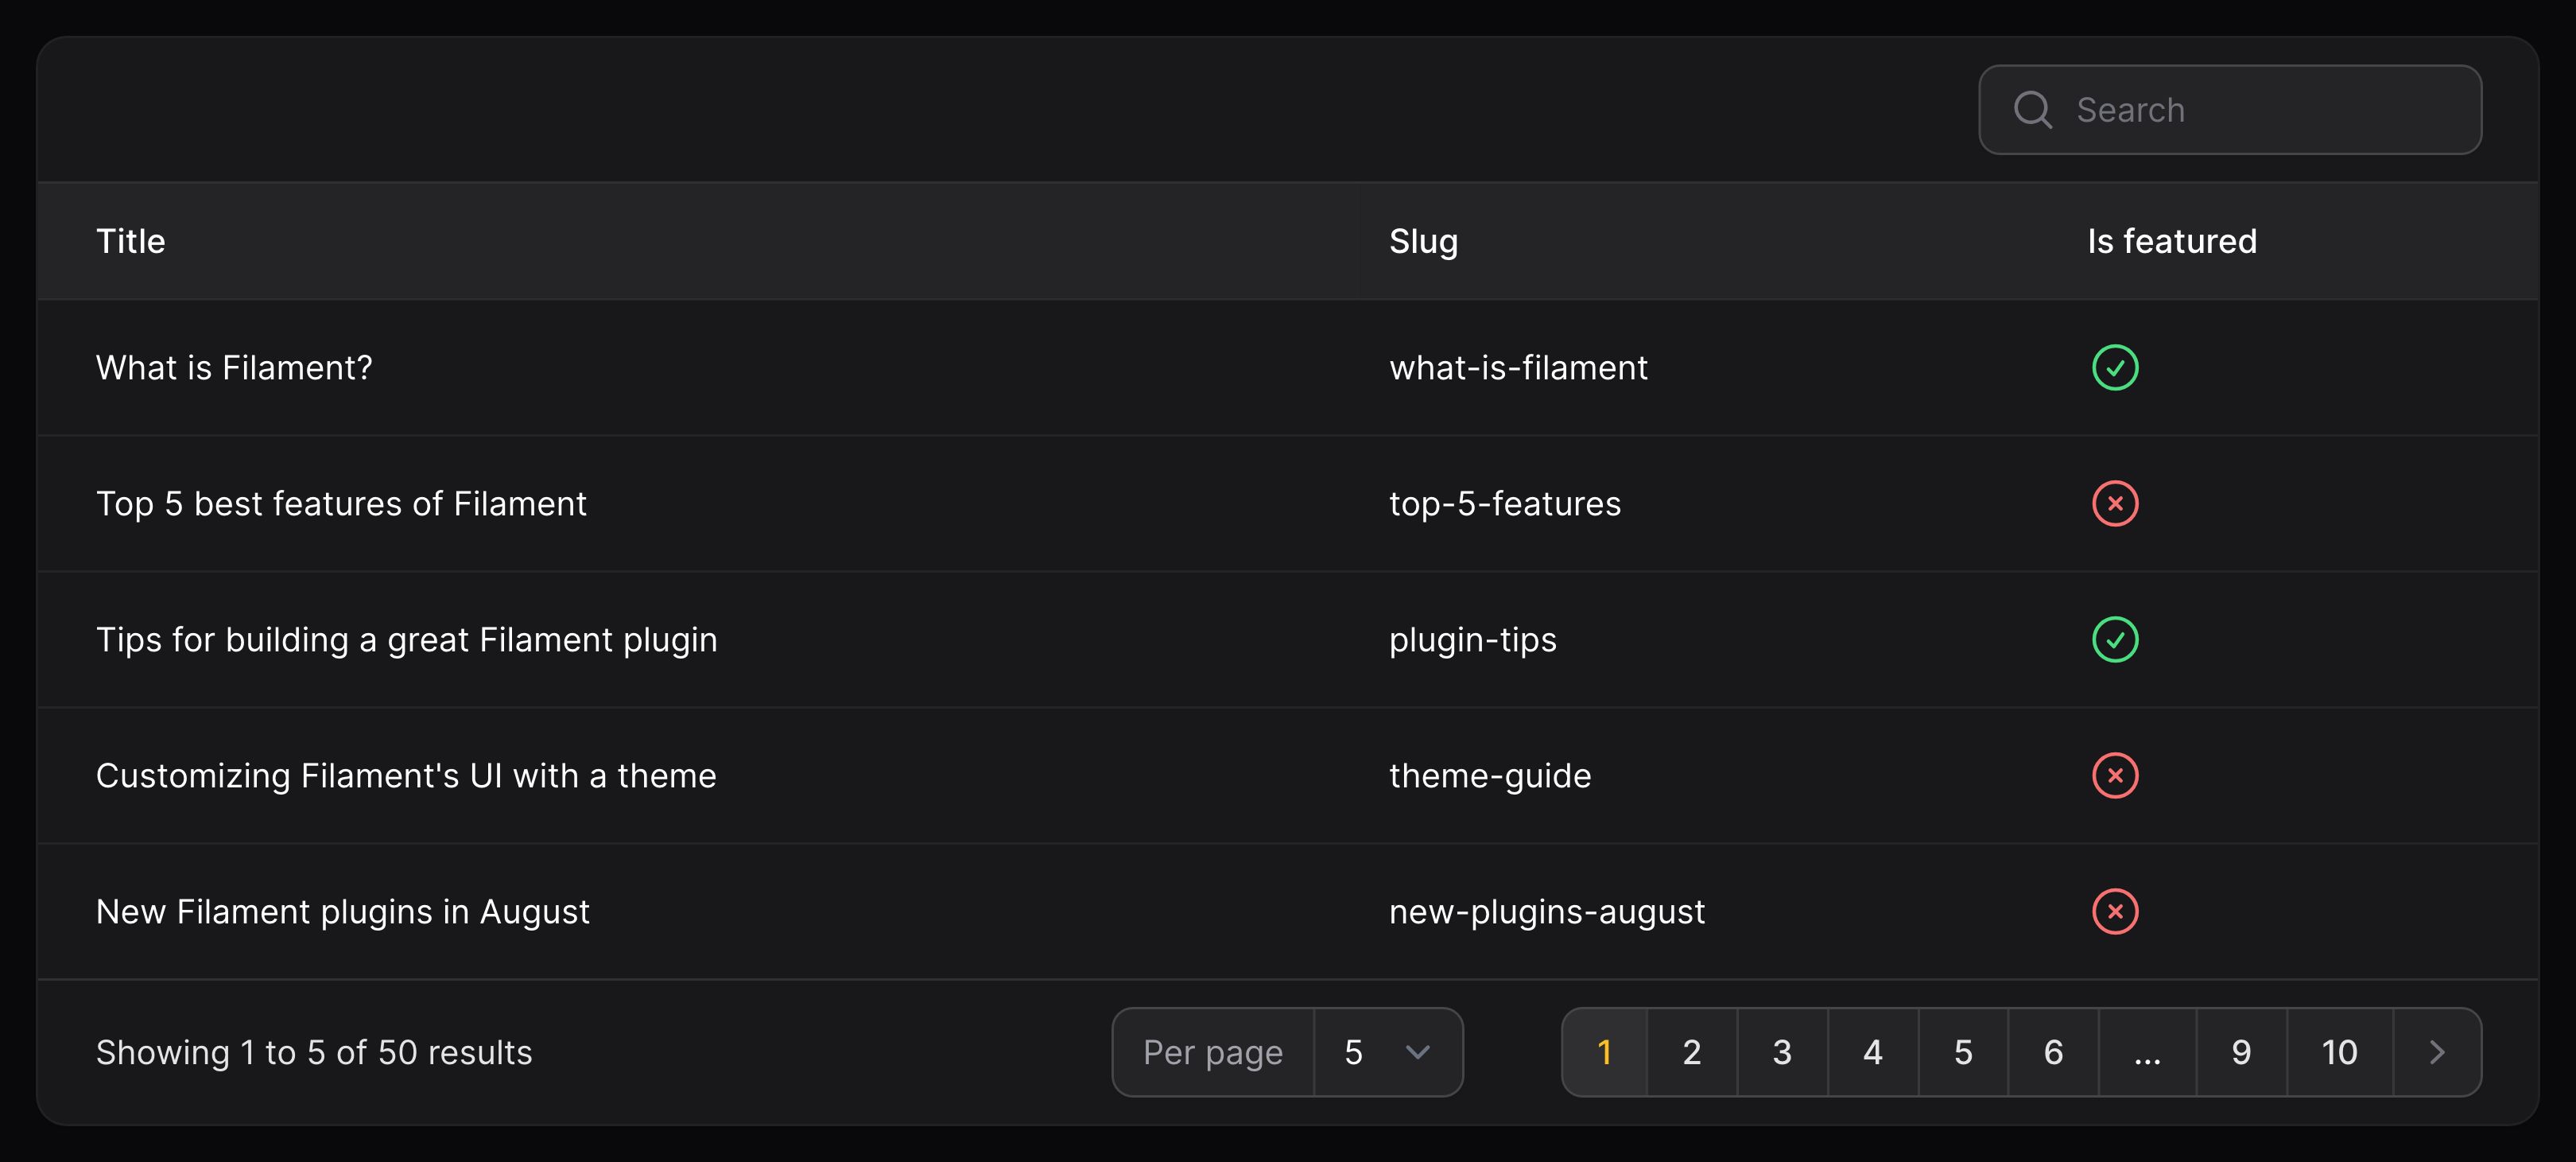 Search
Title Slug Is featured
What is Filament? what-is-filament
Top 5 best features of Filament top-5-features
Tips for building a great Filament plugin plugin-tips
Customizing Filament's UI with a theme theme-guide
New Filament plugins in August new-plugins-august
Showing 1 to 5 of 50 results Per page 5 1 2 3 4 5 6 ... 9 10